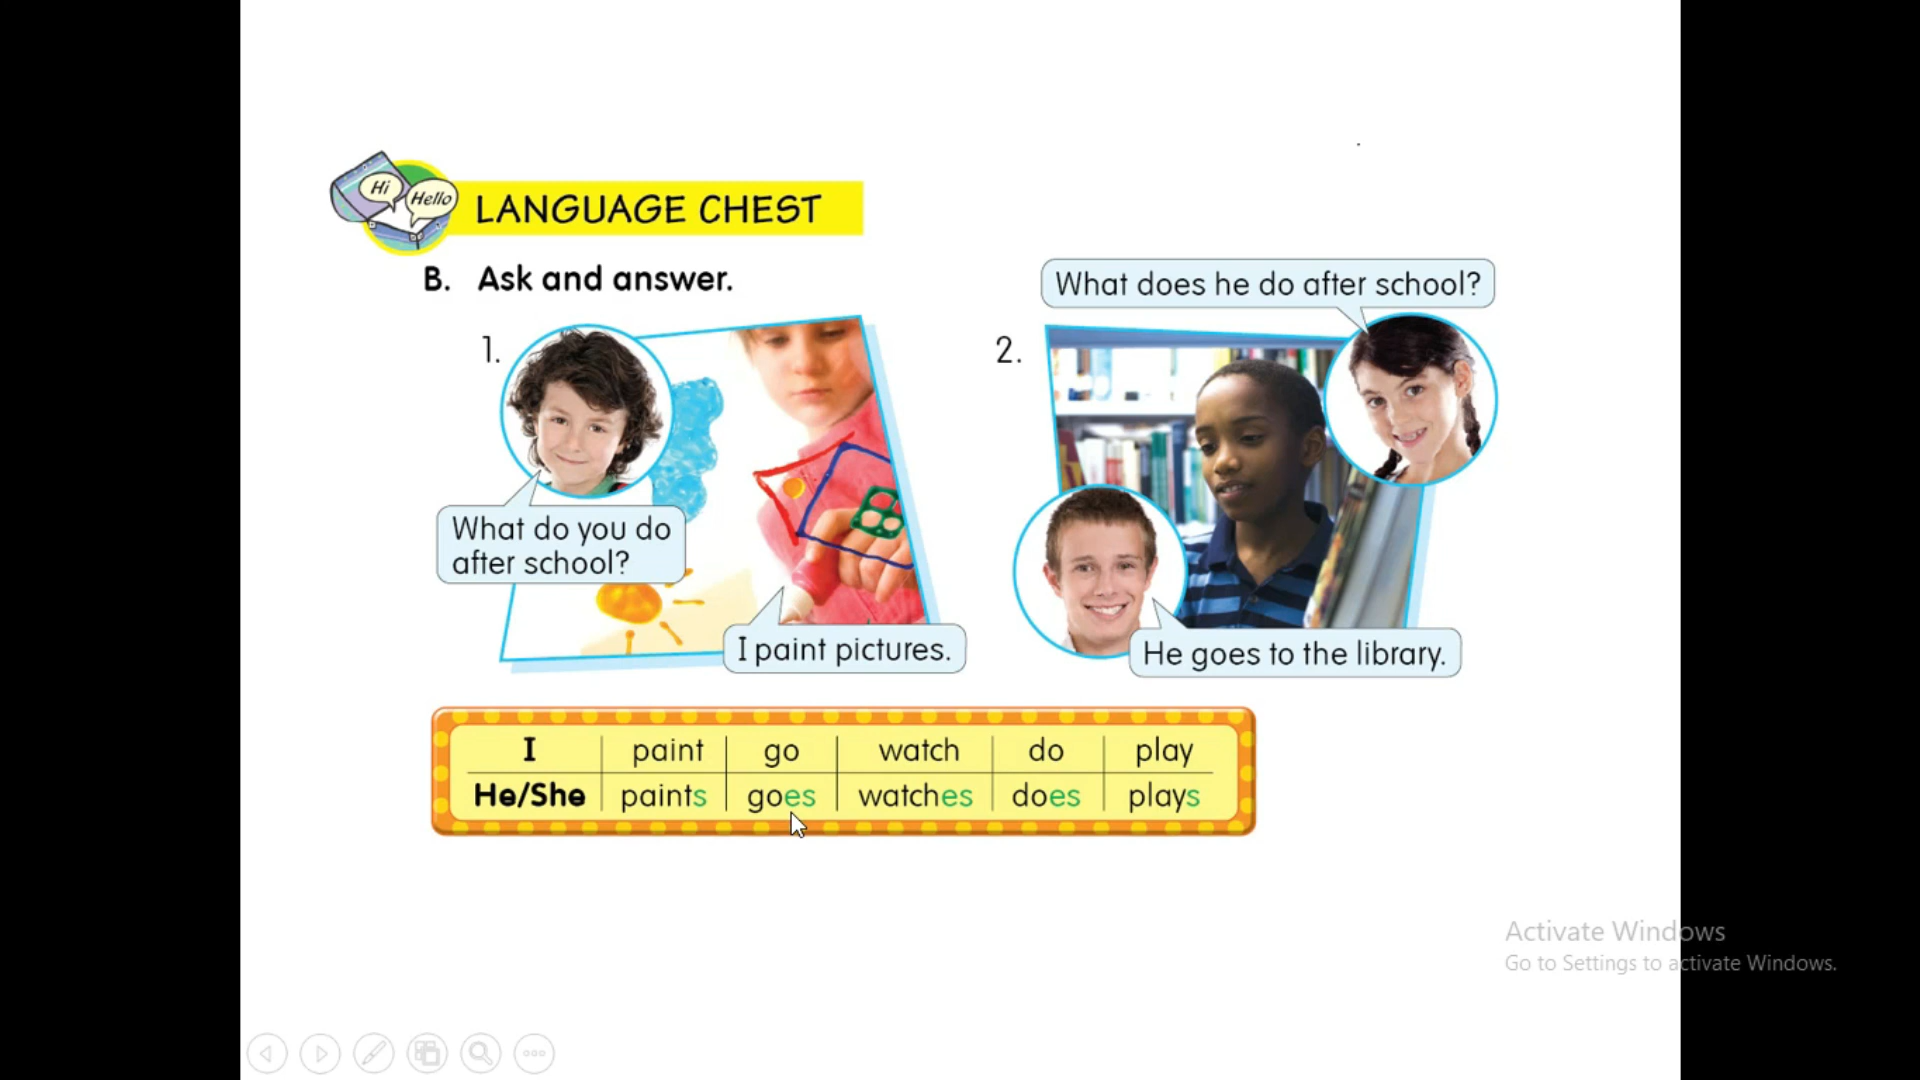 Hi
Hello
LANGUAGE CHEST
B. Ask and answer.
1.
What do you do
after school?
I paint pictures.
2.
What does he do after school?
He goes to the library.
I paint go watch do play
He/She paints goes watches does plays
Activate Windows
Go to Settings to activate Windows.